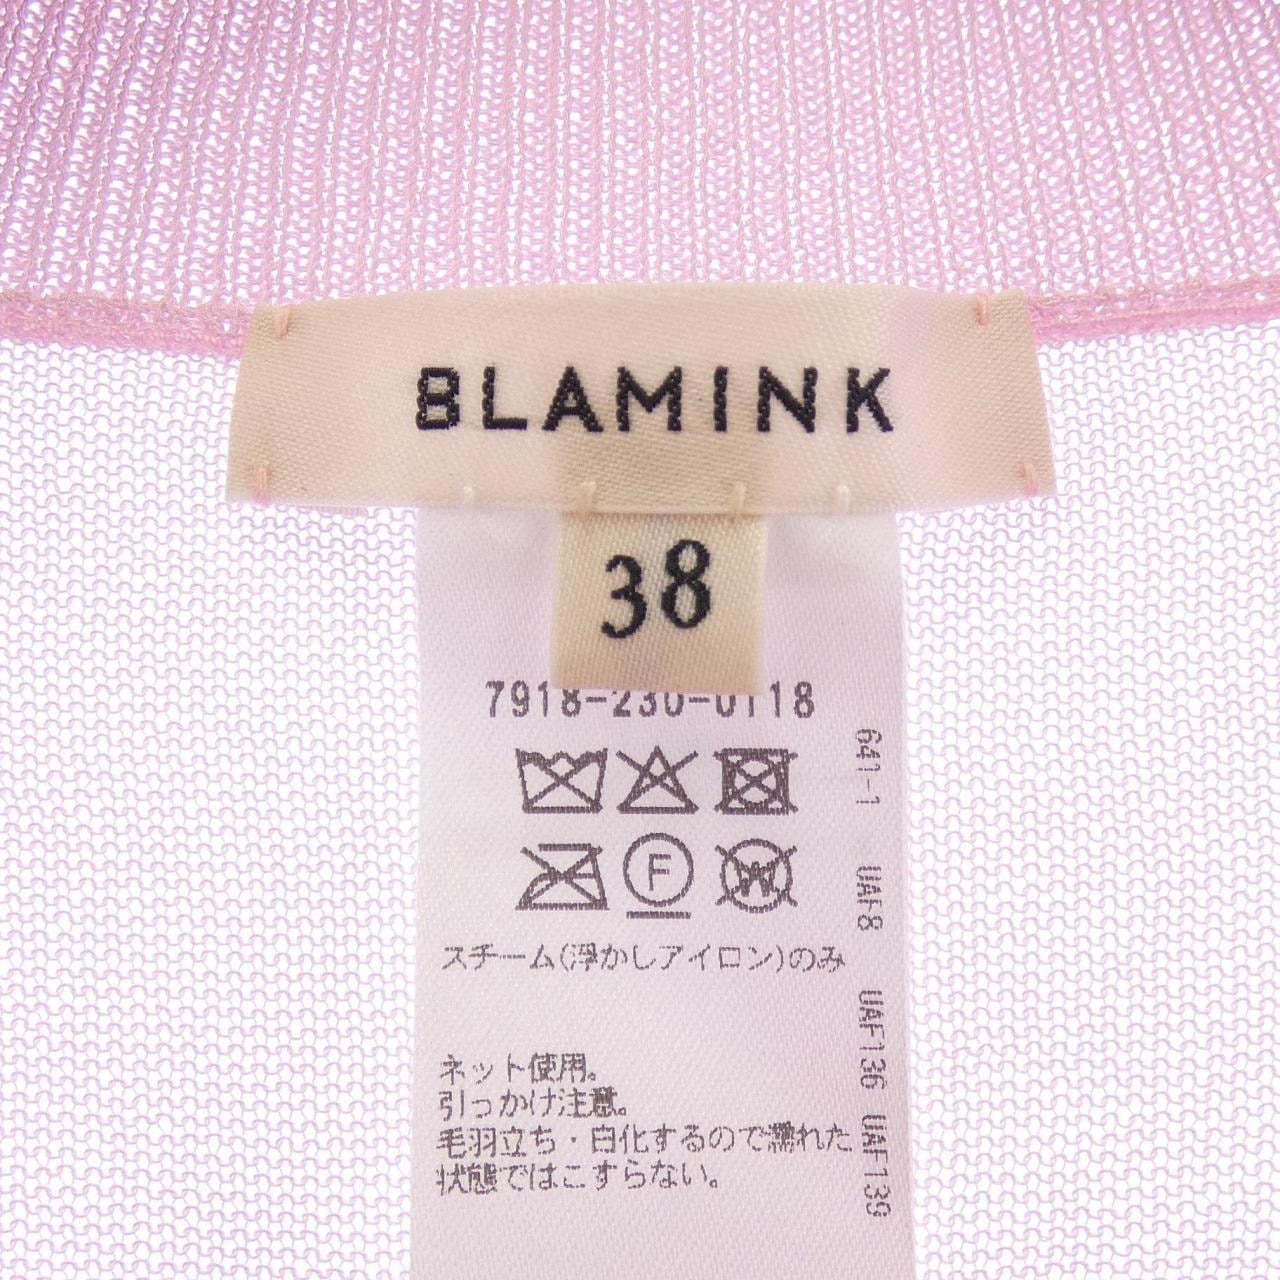 BLAMINK
38
7918-230-0118
F
W
スチーム(浮かしアイロン)のみ
ネット使用。
引っかけ注意。
毛羽立ち・白化するので濡れた
状態ではこすらない。
641-1 UAF8 UAF136 UAF139